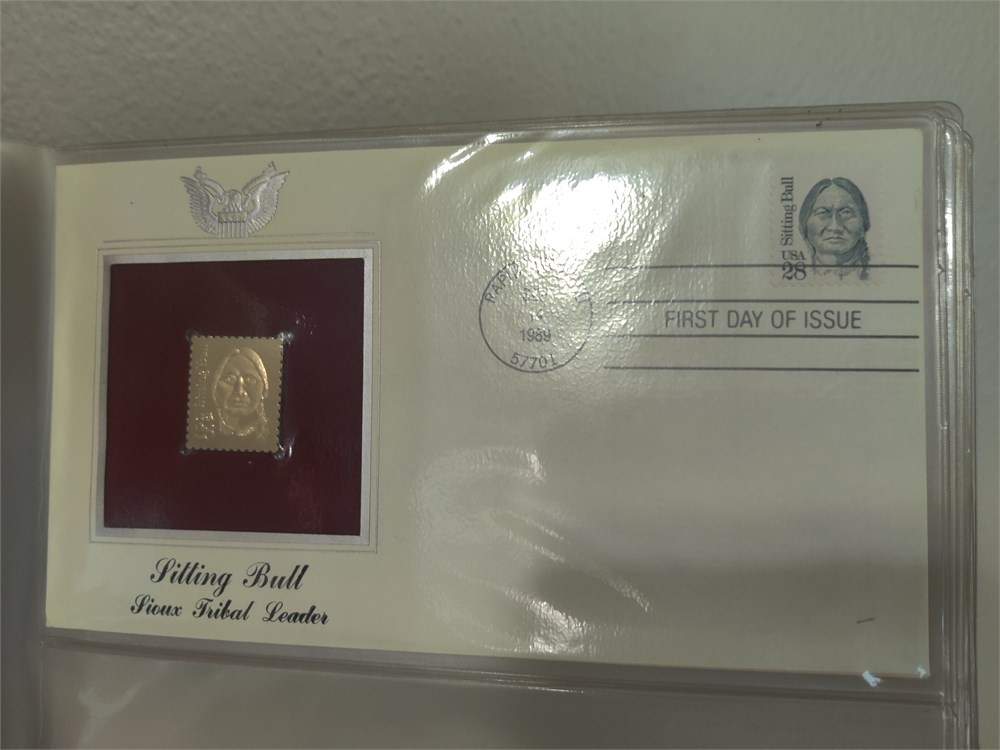 Sitting Bull
USA
28
1989
57701
FIRST DAY OF ISSUE
Sitting Bull
Sioux Tribal Leader